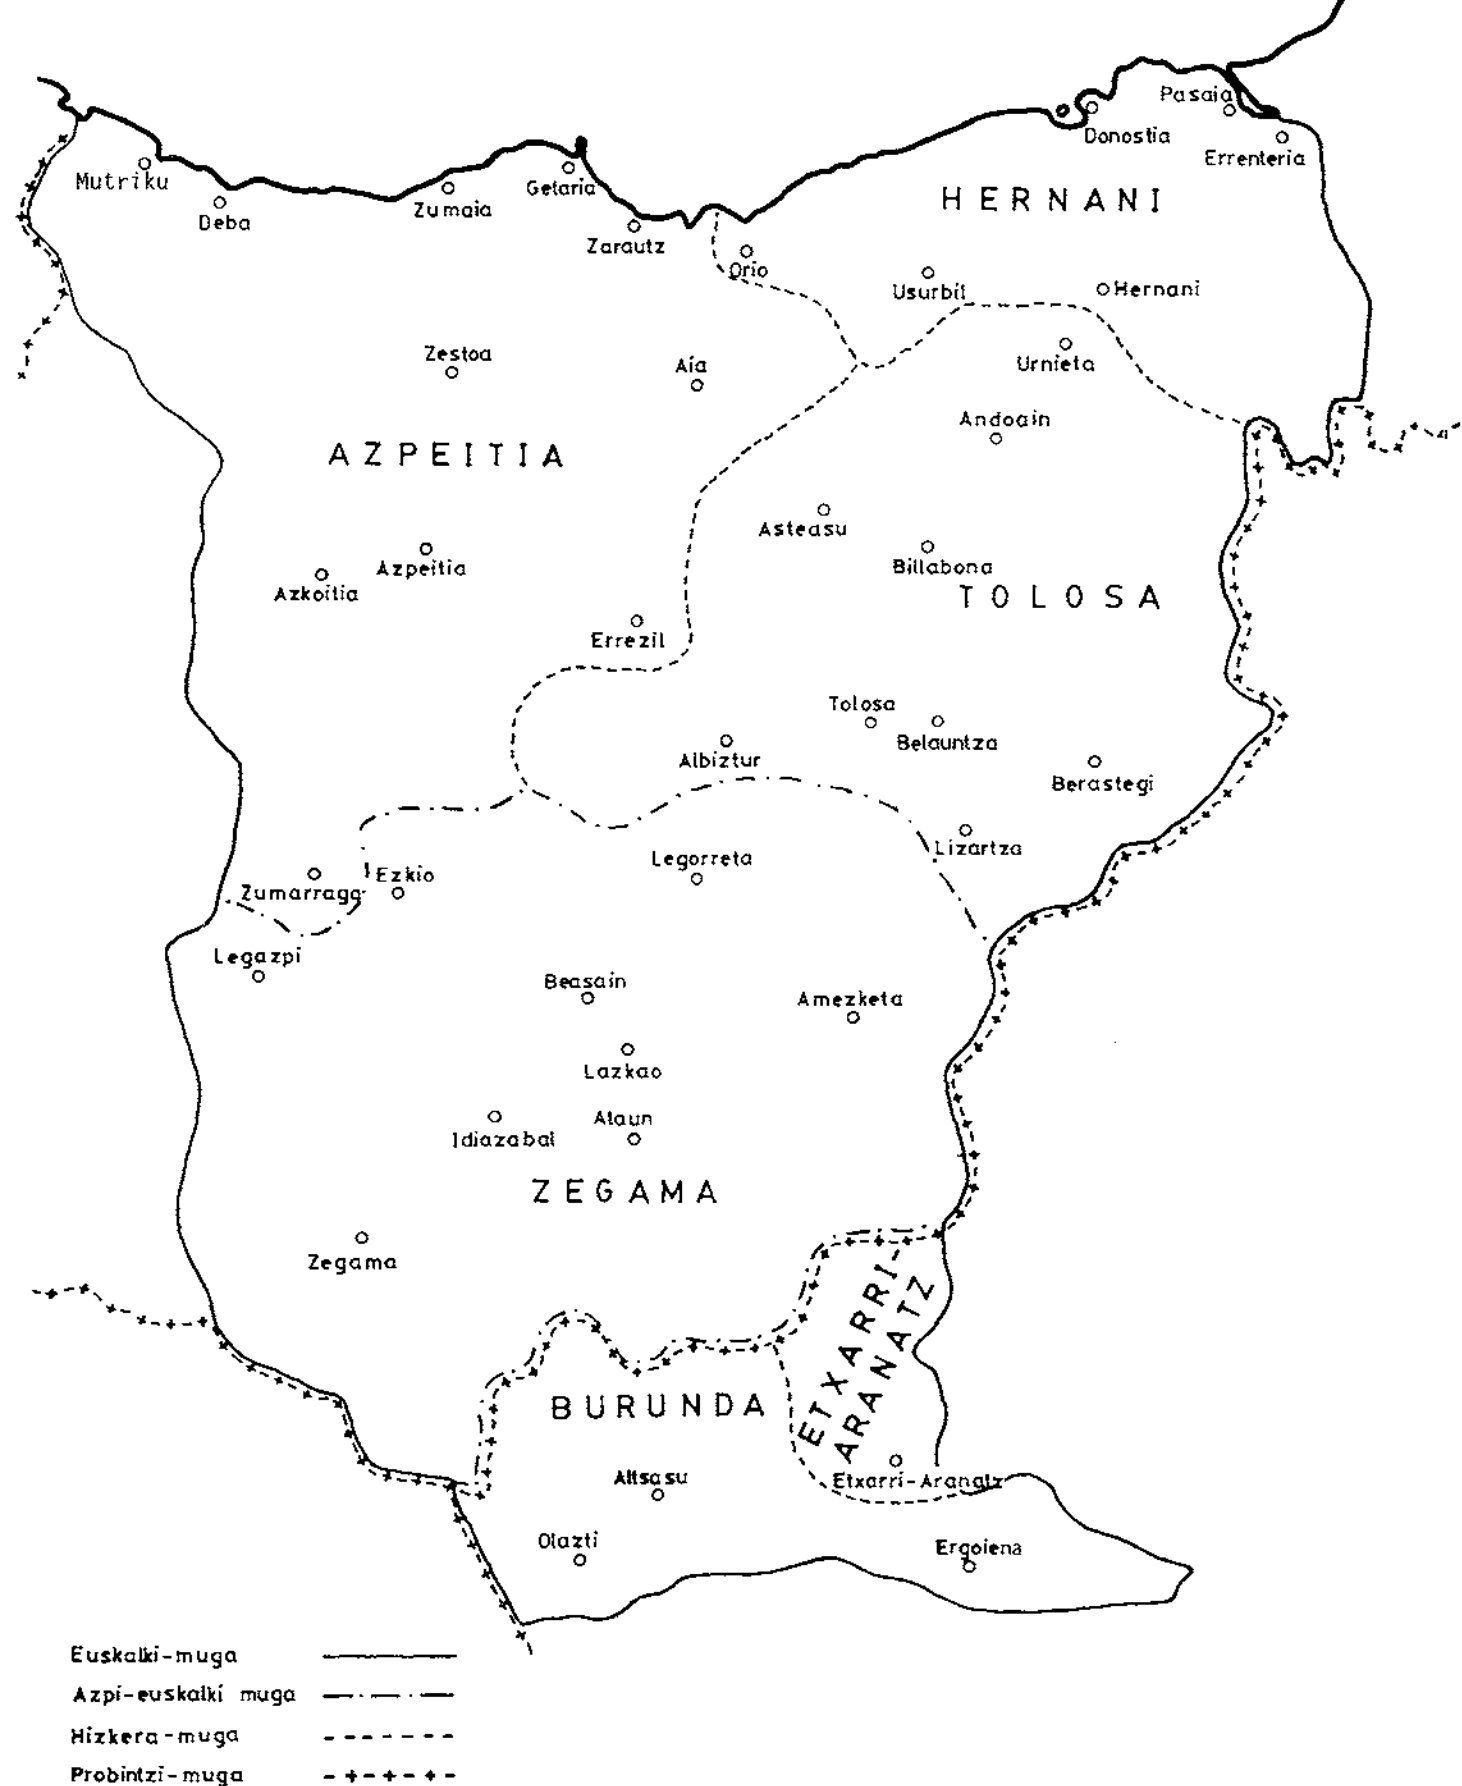 Pasaia
Donostia
Errenteria
Mutriku
Deba
Zumaia
Getaria
Zarautz
HERNANI
Orio
Usurbil
Hernani
Zestoa
Aia
Urnieta
Andoain
AZPEITIA
Asteasu
Azpeitia
Azkoitia
Billabona
TOLOSA
Errezil
Tolosa
Belauntza
Albiztur
Berastegi
Lizartza
Legorreta
Ezkio
Zumarraga
Legazpi
Beasain
Amezketa
Lazkao
Idiazabal
Ataun
ZEGAMA
Zegama
ETXARRI-
ARANATZ
BURUNDA
Altsasu
Etxarri-Aranatz
Olazti
Ergoiena
Euskalki-muga
Azpi-euskalki muga
Hizkera-muga
Probintzi-muga